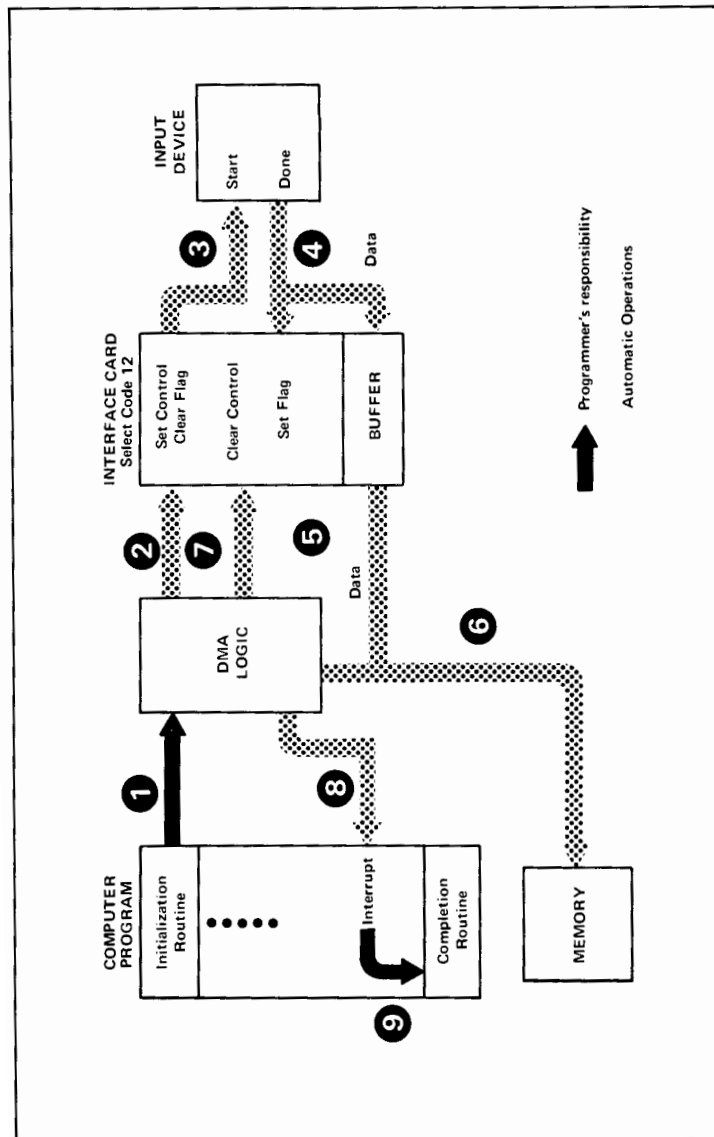 COMPUTER
PROGRAM
Initialization
Routine
Interrupt
Completion
Routine
MEMORY
1
2
3
4
5
6
7
8
9
DMA
LOGIC
Data
INTERFACE CARD
Select Code 12
Set Control
Clear Flag
Clear Control
Set Flag
BUFFER
Data
INPUT
DEVICE
Start
Done
Programmer's responsibility
Automatic Operations